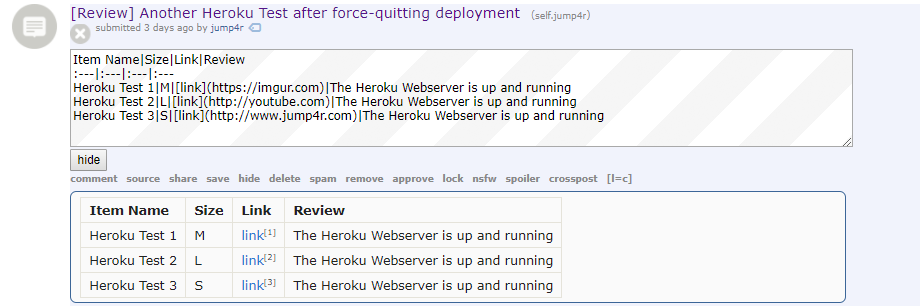 [Review] Another Heroku Test after force-quitting deployment (self.jump4r)
submitted 3 days ago by jump4r
Item Name|Size|Link|Review
:---|:---|:---|:---
Heroku Test 1|M|[link](https://imgur.com)|The Heroku Webserver is up and running
Heroku Test 2|L|[link](http://youtube.com)|The Heroku Webserver is up and running
Heroku Test 3|S|[link](http://www.jump4r.com)|The Heroku Webserver is up and running
hide
comment source share save hide delete spam remove approve lock nsfw spoiler crosspost [l=c]
Item Name Size Link Review
Heroku Test 1 M link[1] The Heroku Webserver is up and running
Heroku Test 2 L link[2] The Heroku Webserver is up and running
Heroku Test 3 S link[3] The Heroku Webserver is up and running